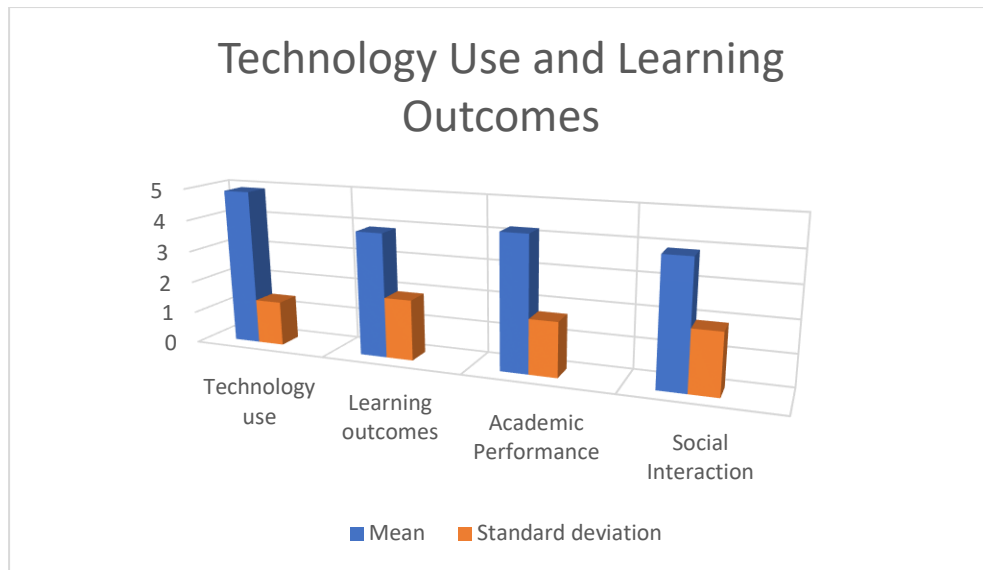 Technology Use and Learning
Outcomes
5
4
3
2
1
0
Technology
use
Learning
outcomes
Academic
Performance
Social
Interaction
Mean
Standard deviation